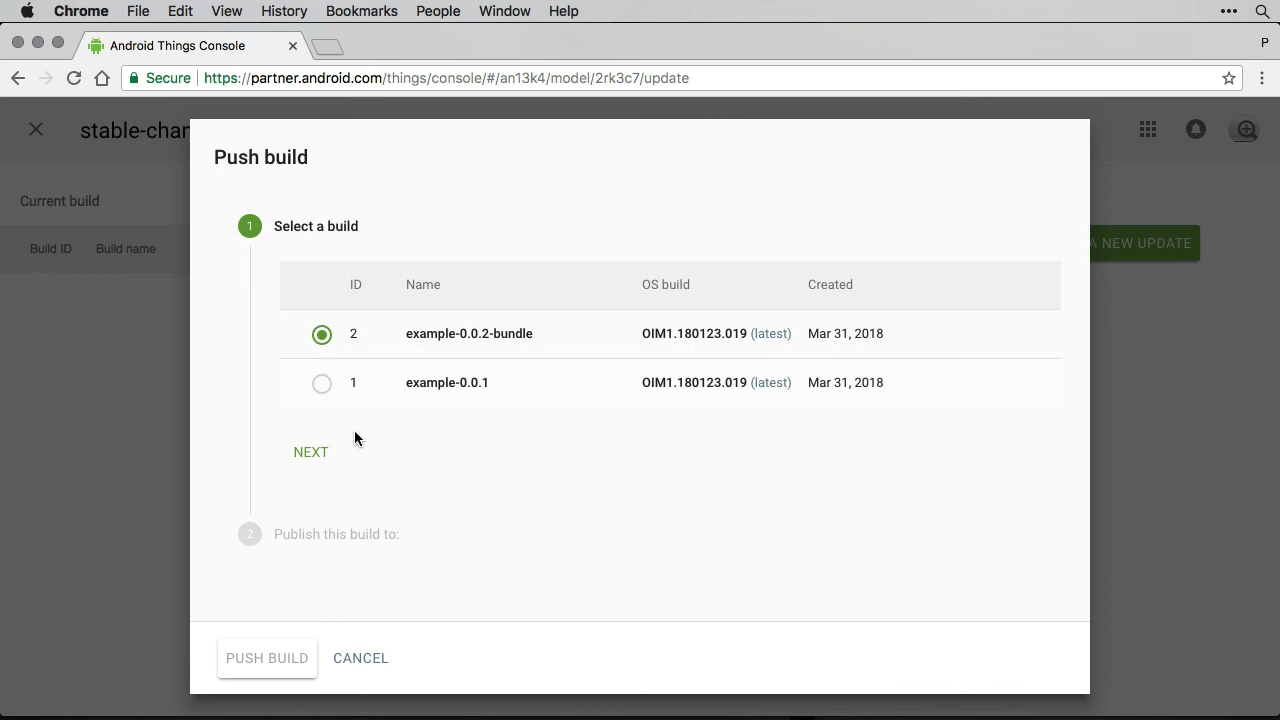 Chrome File Edit View History Bookmarks People Window Help
Android Things Console
P
Secure https://partner.android.com/things/console/#/an13k4/model/2rk3c7/update
stable-chan
Push build
Current build
1 Select a build
Build ID Build name
A NEW UPDATE
ID Name OS build Created
2 example-0.0.2-bundle OIM1.180123.019 (latest) Mar 31, 2018
1 example-0.0.1 OIM1.180123.019 (latest) Mar 31, 2018
NEXT
2 Publish this build to:
PUSH BUILD CANCEL